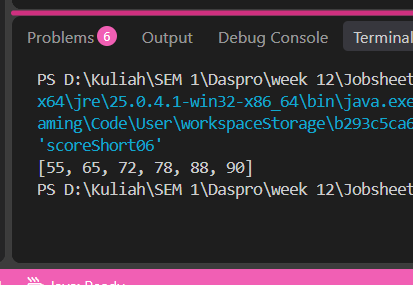 Problems 6 Output Debug Console Terminal
PS D:\Kuliah\SEM 1\Daspro\week 12\Jobsheet
x64\jre\25.0.4.1-win32-x86_64\bin\java.exe
aming\Code\User\workspaceStorage\b293c5ca6
'scoreShort06'
[55, 65, 72, 78, 88, 90]
PS D:\Kuliah\SEM 1\Daspro\week 12\Jobsheet
Java: Ready